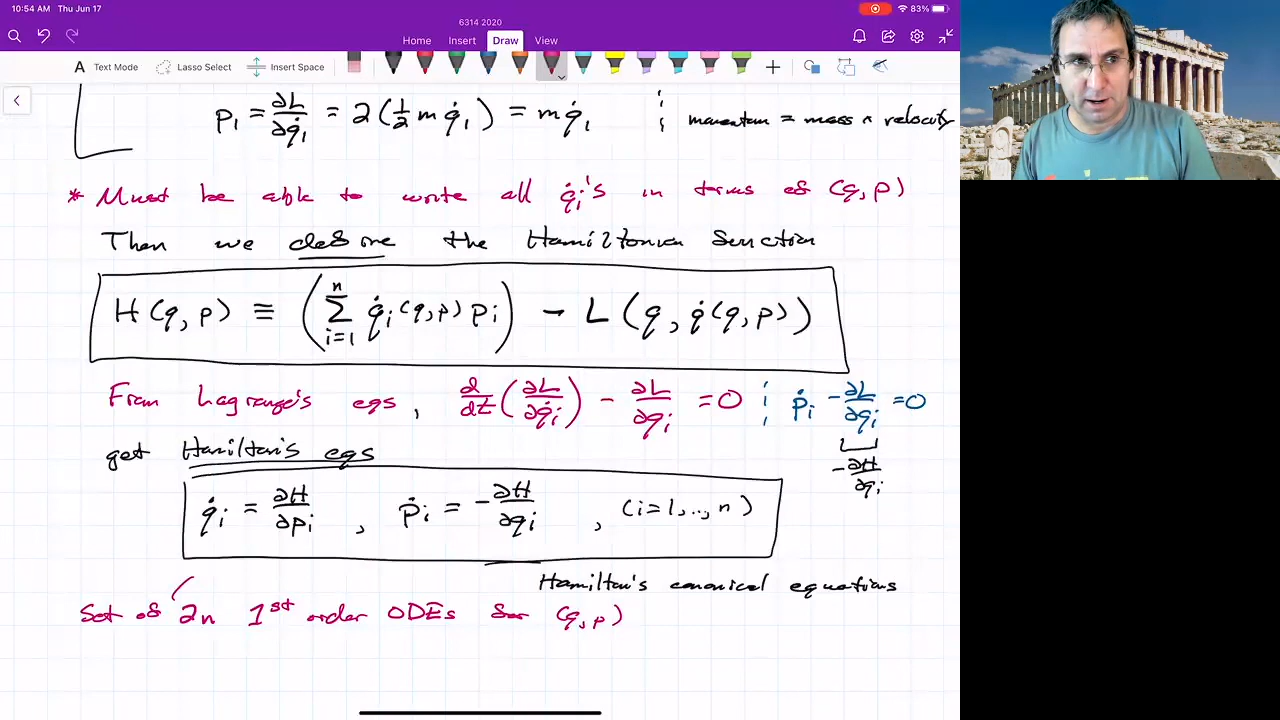 10:54 AM Thu Jun 17
83%
6314 2020
Home Insert Draw View
Text Mode Lasso Select Insert Space
p₁ = ∂L/∂q̇₁ = 2(½ m q̇₁) = m q̇₁ ¦ momentum = mass × velocity
* Must be able to write all q̇ᵢ's in terms of (q, p)
Then we define the Hamiltonian function
H(q, p) ≡ (∑ᵢ₌₁ⁿ q̇ᵢ(q,p) pᵢ) − L(q, q̇(q, p))
From Lagrange's eqs, d/dt(∂L/∂q̇ᵢ) − ∂L/∂qᵢ = 0 ¦ ṗᵢ − ∂L/∂qᵢ = 0
get Hamilton's eqs
−∂H/∂qᵢ
q̇ᵢ = ∂H/∂pᵢ , ṗᵢ = −∂H/∂qᵢ , (i=1,..,n)
Hamilton's canonical equations
Set of 2n 1st order ODEs for (q,p)